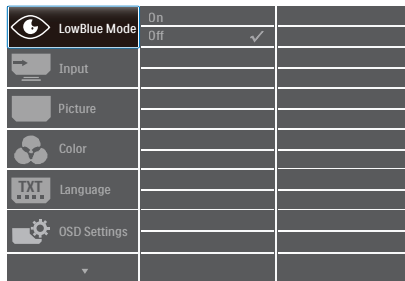 LowBlue Mode
On
Off
Input
Picture
Color
TXT
Language
OSD Settings